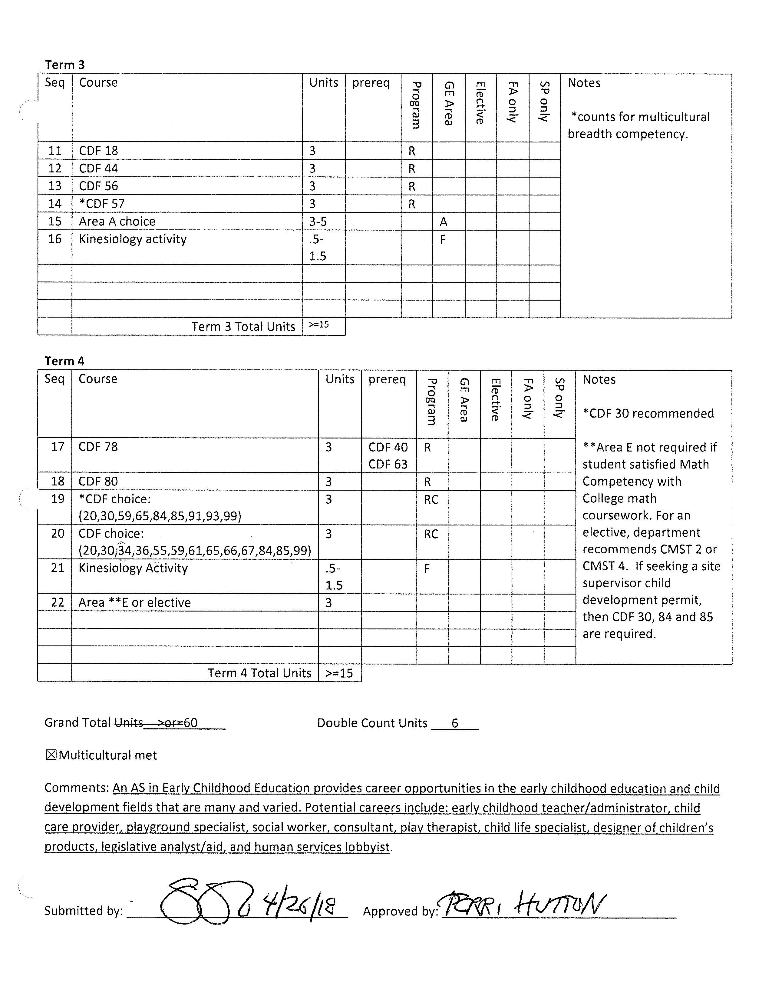 Term 3
Seq Course Units prereq Program GE Area Elective FA only SP only Notes
*counts for multicultural
breadth competency.
11 CDF 18 3 R
12 CDF 44 3 R
13 CDF 56 3 R
14 *CDF 57 3 R
15 Area A choice 3-5 A
16 Kinesiology activity .5-
1.5
F
Term 3 Total Units >=15
Term 4
Seq Course Units prereq Program GE Area Elective FA only SP only Notes
*CDF 30 recommended
17 CDF 78 3 CDF 40 R
CDF 63
18 CDF 80 3 R
19 *CDF choice: 3 RC
(20,30,59,65,84,85,91,93,99)
20 CDF choice: 3 RC
(20,30,34,36,55,59,61,65,66,67,84,85,99)
21 Kinesiology Activity .5- F
1.5
22 Area **E or elective 3
**Area E not required if
student satisfied Math
Competency with
College math
coursework. For an
elective, department
recommends CMST 2 or
CMST 4. If seeking a site
supervisor child
development permit,
then CDF 30, 84 and 85
are required.
Term 4 Total Units >=15
Grand Total Units >or=60 Double Count Units 6
☒Multicultural met
Comments: An AS in Early Childhood Education provides career opportunities in the early childhood education and child
development fields that are many and varied. Potential careers include: early childhood teacher/administrator, child
care provider, playground specialist, social worker, consultant, play therapist, child life specialist, designer of children's
products, legislative analyst/aid, and human services lobbyist.
Submitted by: 4/26/18 Approved by: PERRI HUTTON